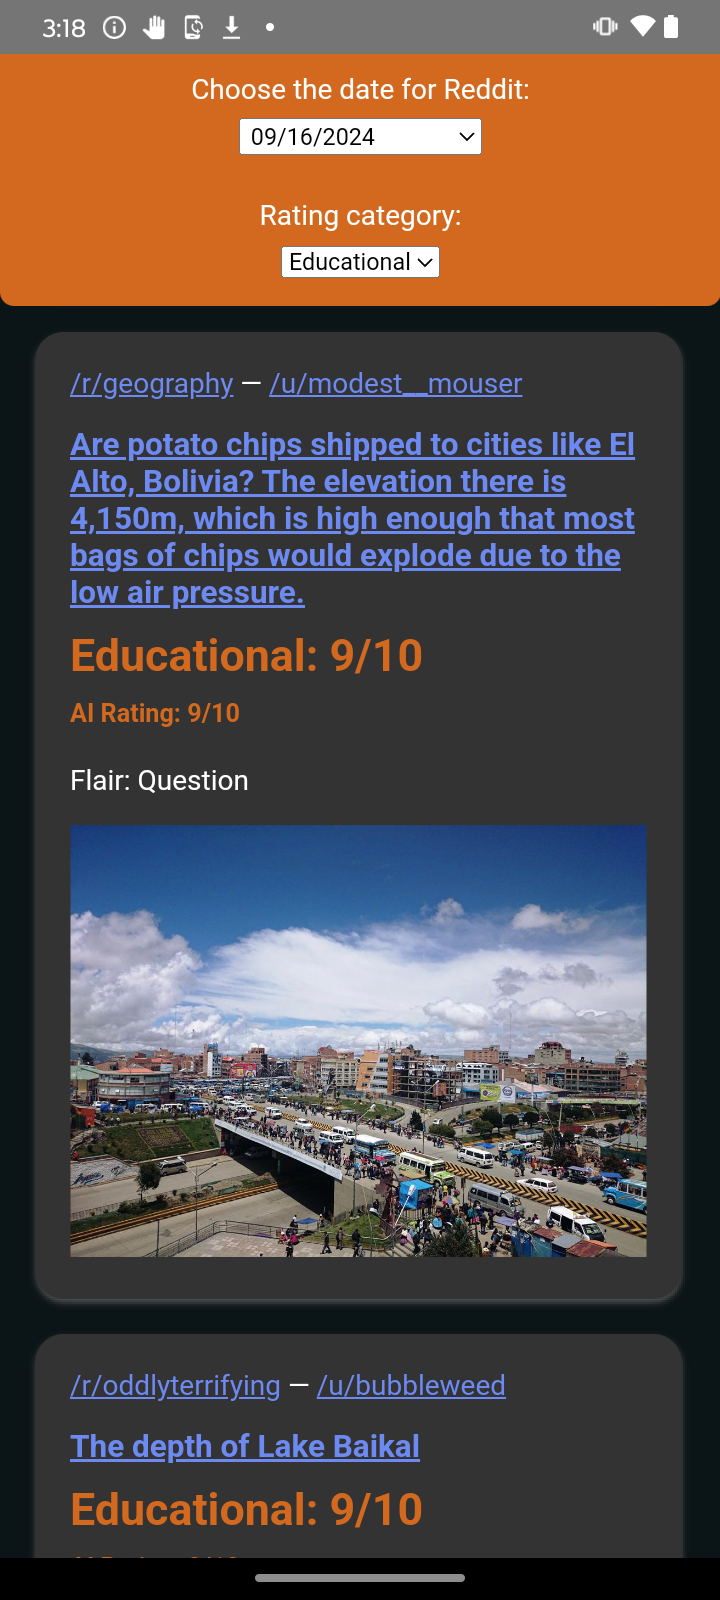 3:18
Choose the date for Reddit:
09/16/2024
Rating category:
Educational
/r/geography — /u/modest__mouser
Are potato chips shipped to cities like El
Alto, Bolivia? The elevation there is
4,150m, which is high enough that most
bags of chips would explode due to the
low air pressure.
Educational: 9/10
AI Rating: 9/10
Flair: Question
/r/oddlyterrifying — /u/bubbleweed
The depth of Lake Baikal
Educational: 9/10